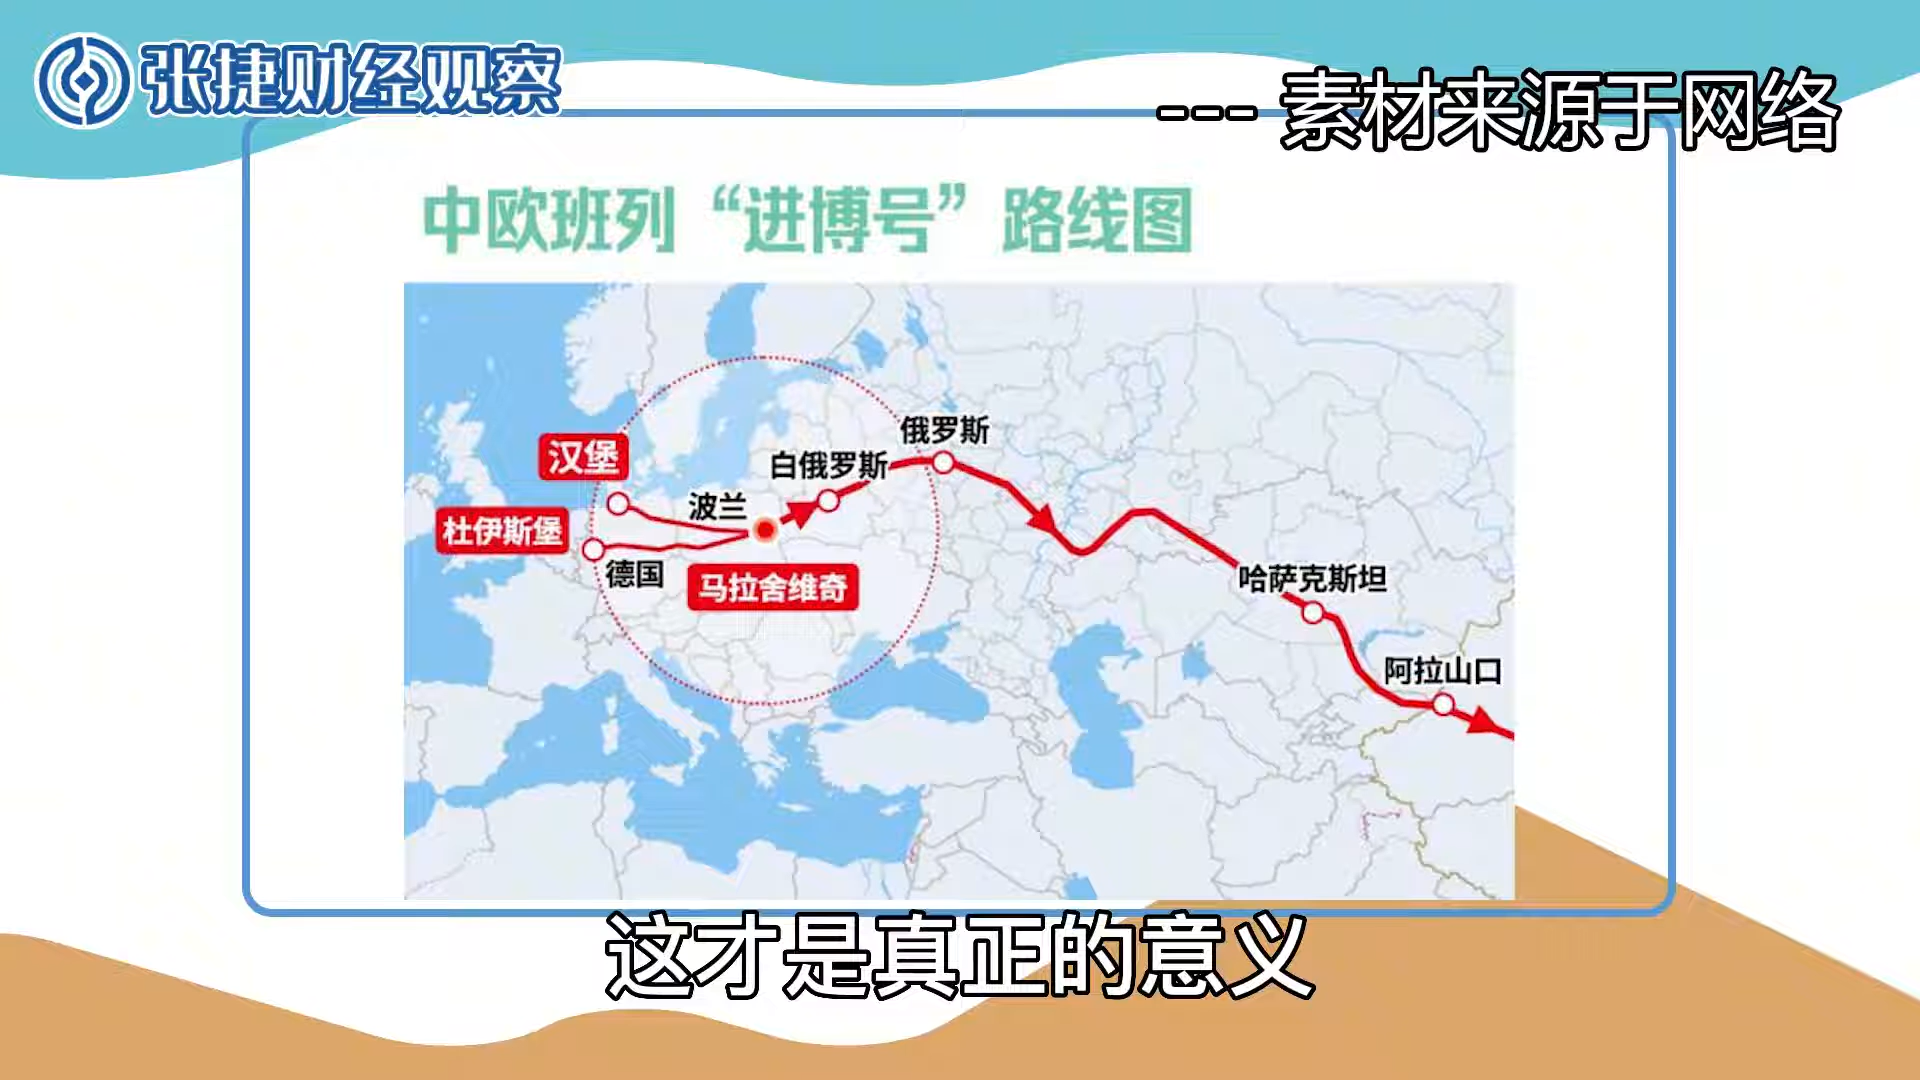 张捷财经观察
--- 素材来源于网络
中欧班列“进博号”路线图
俄罗斯
汉堡
白俄罗斯
波兰
杜伊斯堡
德国
马拉舍维奇
哈萨克斯坦
阿拉山口
这才是真正的意义